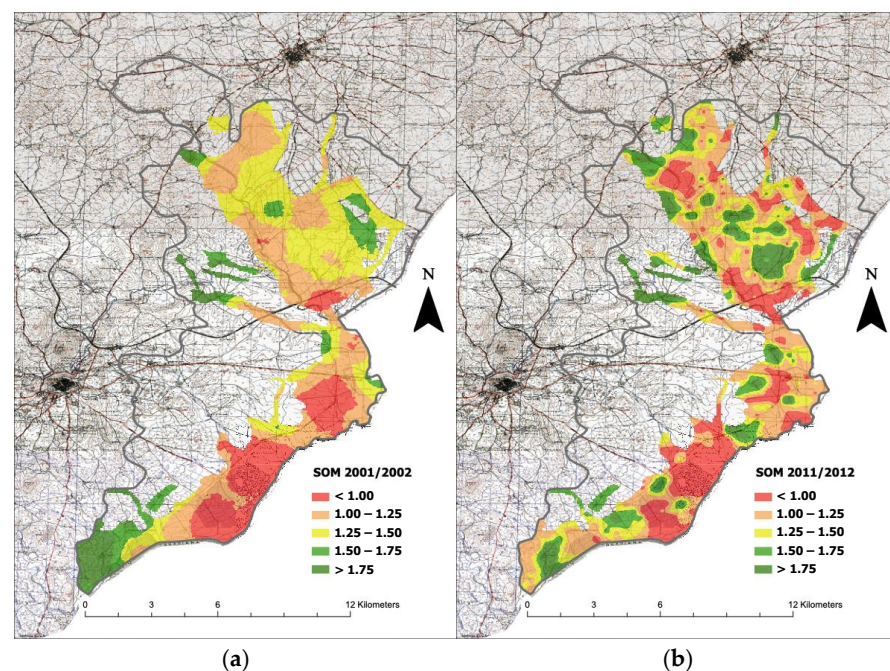 N
SOM 2001/2002
< 1.00
1.00 – 1.25
1.25 – 1.50
1.50 – 1.75
> 1.75
0 3 6 12 Kilometers
(a)
N
SOM 2011/2012
< 1.00
1.00 – 1.25
1.25 – 1.50
1.50 – 1.75
> 1.75
0 3 6 12 Kilometers
(b)